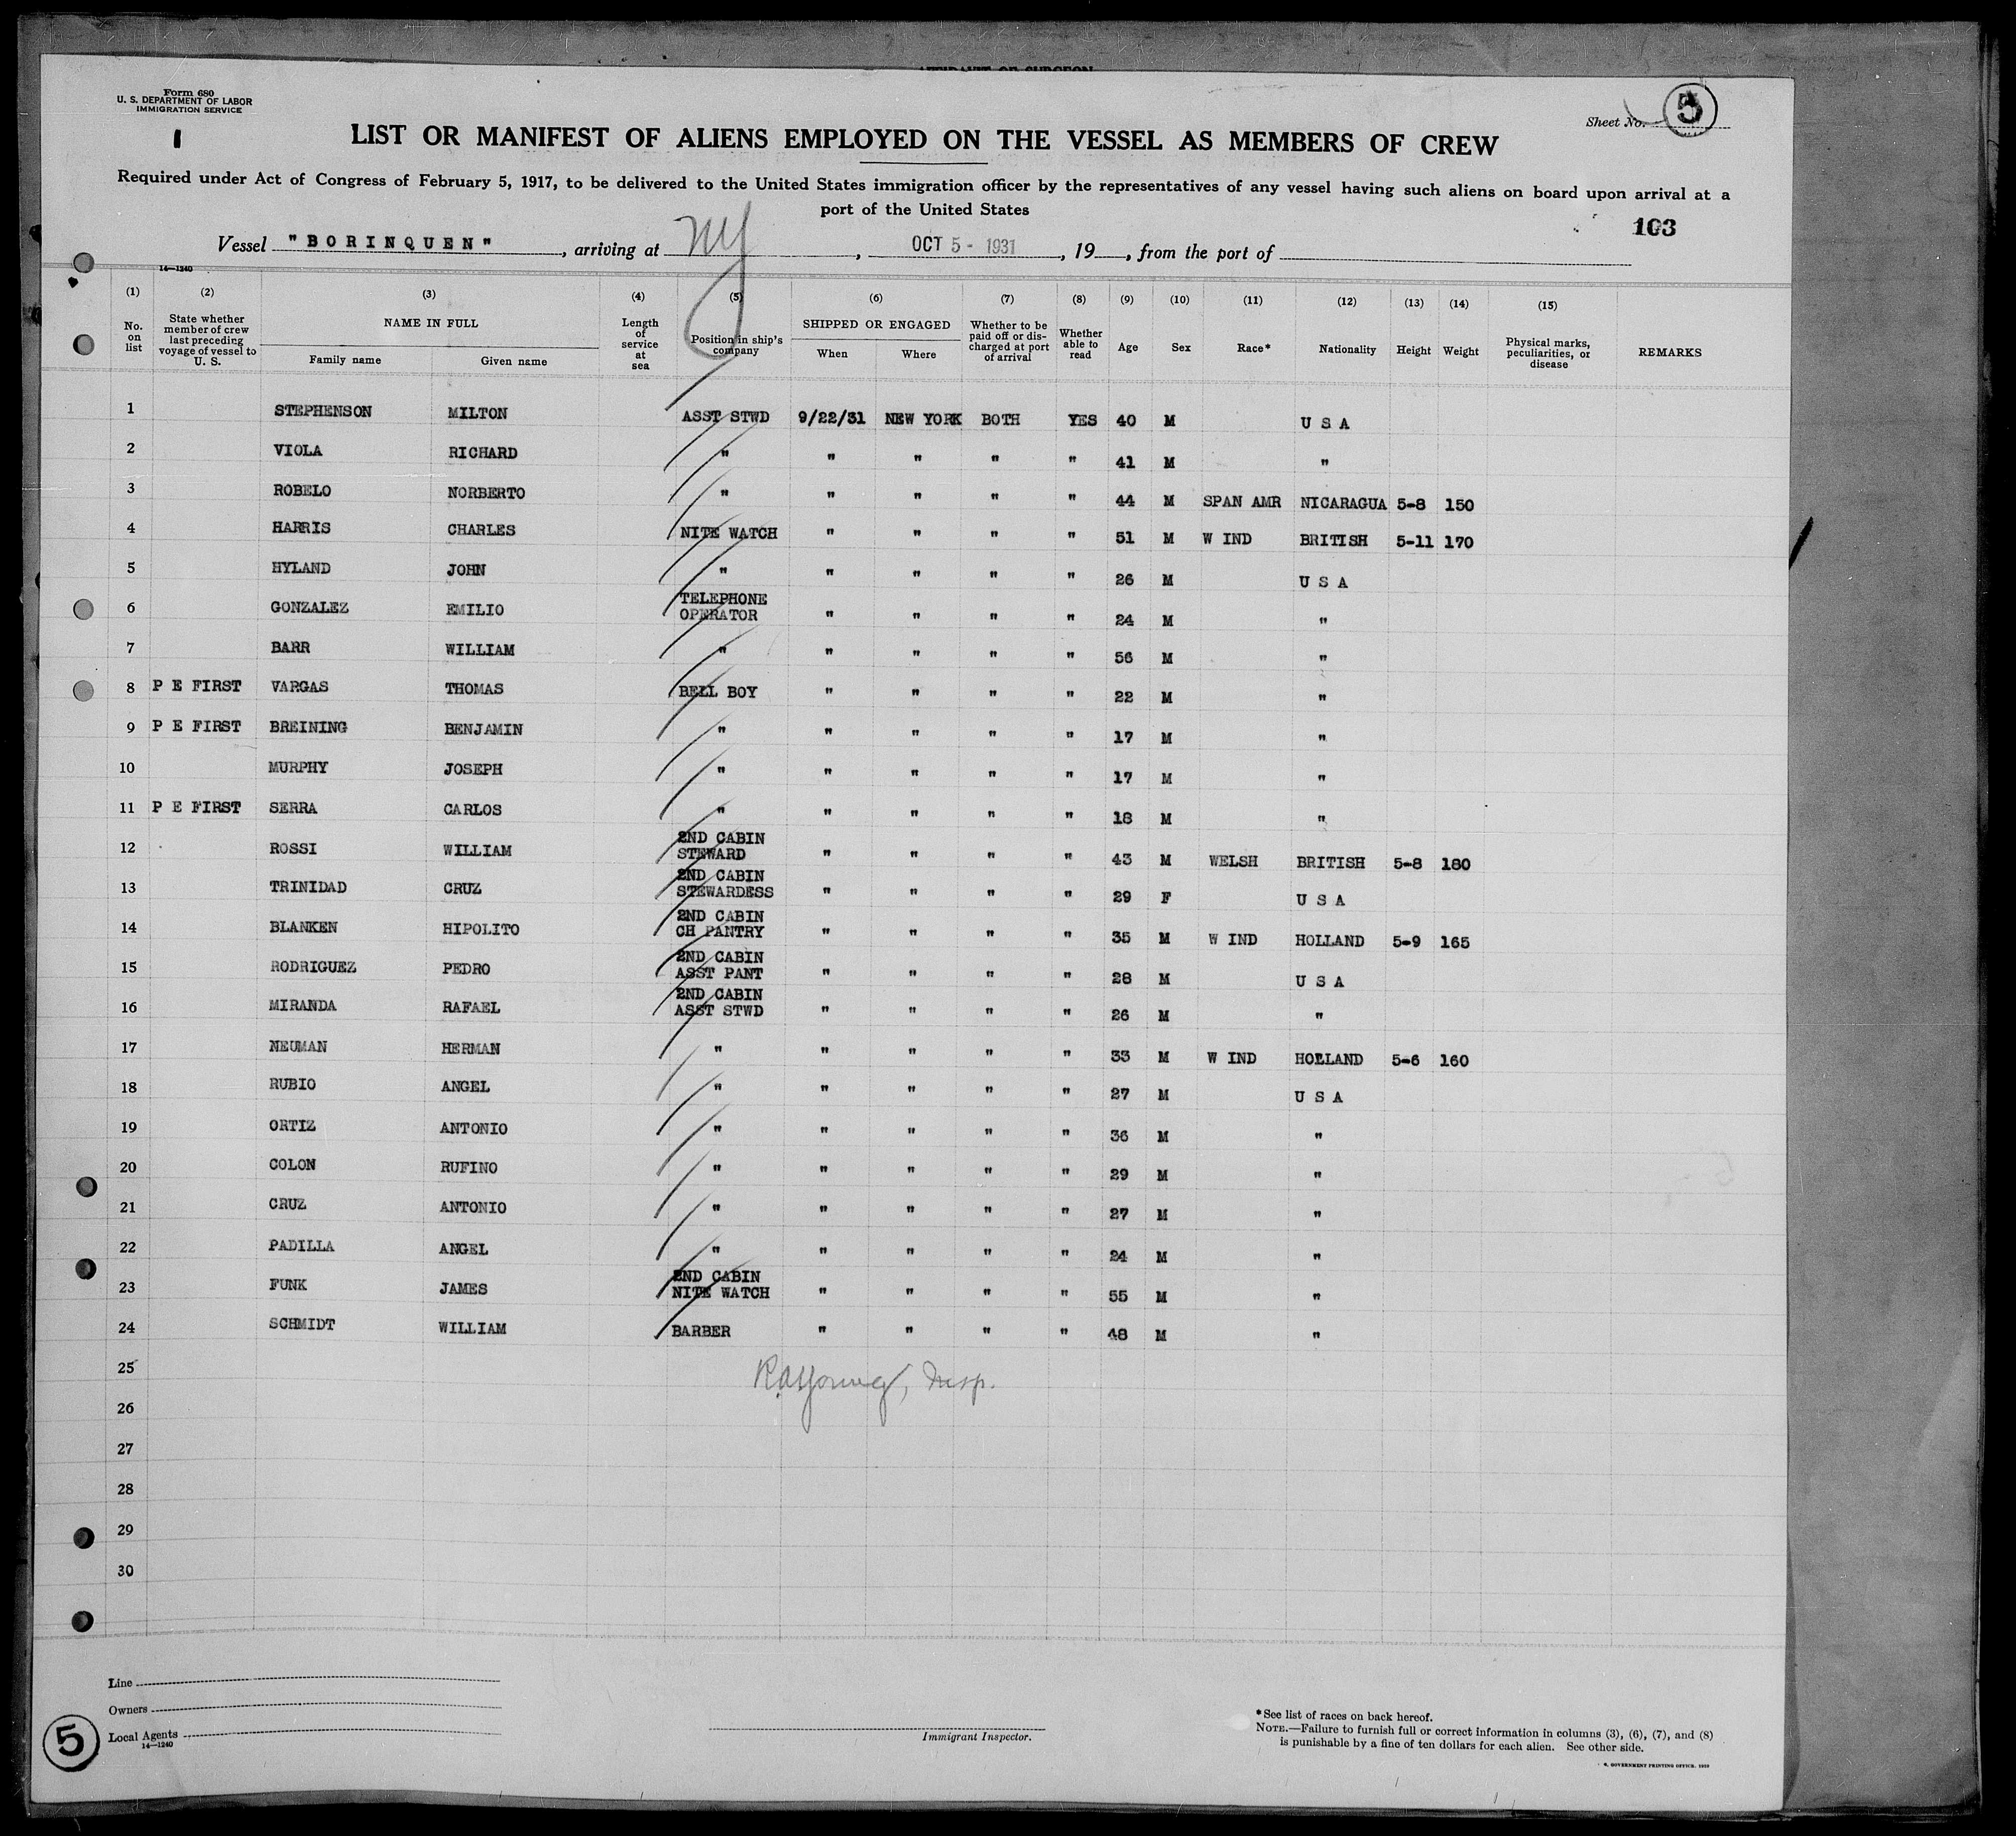 Form 680
U. S. DEPARTMENT OF LABOR
IMMIGRATION SERVICE
1
Sheet No. 5
LIST OR MANIFEST OF ALIENS EMPLOYED ON THE VESSEL AS MEMBERS OF CREW
Required under Act of Congress of February 5, 1917, to be delivered to the United States immigration officer by the representatives of any vessel having such aliens on board upon arrival at a
port of the United States
103
Vessel "BORINQUEN", arriving at NY, OCT 5 - 1931, 19__, from the port of
14—1240
(1) (2) (3) (4) (5) (6) (7) (8) (9) (10) (11) (12) (13) (14) (15)
No. on list State whether member of crew last preceding voyage of vessel to U. S. NAME IN FULL Family name Given name Length of service at sea Position in ship's company SHIPPED OR ENGAGED When Where Whether to be paid off or discharged at port of arrival Whether able to read Age Sex Race* Nationality Height Weight Physical marks, peculiarities, or disease REMARKS
1 STEPHENSON MILTON ASST STWD 9/22/31 NEW YORK BOTH YES 40 M U S A
2 VIOLA RICHARD " " " " " 41 M "
3 ROBELO NORBERTO " " " " " 44 M SPAN AMR NICARAGUA 5-8 150
4 HARRIS CHARLES NITE WATCH " " " " 51 M W IND BRITISH 5-11 170
5 HYLAND JOHN " " " " " 26 M U S A
6 GONZALEZ EMILIO TELEPHONE OPERATOR " " " " 24 M "
7 BARR WILLIAM " " " " " 56 M "
8 P E FIRST VARGAS THOMAS BELL BOY " " " " 22 M "
9 P E FIRST BREINING BENJAMIN " " " " " 17 M "
10 MURPHY JOSEPH " " " " " 17 M "
11 P E FIRST SERRA CARLOS " " " " " 18 M "
12 ROSSI WILLIAM 2ND CABIN STEWARD " " " " 43 M WELSH BRITISH 5-8 180
13 TRINIDAD CRUZ 2ND CABIN STEWARDESS " " " " 29 F U S A
14 BLANKEN HIPOLITO 2ND CABIN CH PANTRY " " " " 35 M W IND HOLLAND 5-9 165
15 RODRIGUEZ PEDRO 2ND CABIN ASST PANT " " " " 28 M U S A
16 MIRANDA RAFAEL 2ND CABIN ASST STWD " " " " 26 M "
17 NEUMAN HERMAN " " " " " 33 M W IND HOLLAND 5-6 160
18 RUBIO ANGEL " " " " " 27 M U S A
19 ORTIZ ANTONIO " " " " " 36 M "
20 COLON RUFINO " " " " " 29 M "
21 CRUZ ANTONIO " " " " " 27 M "
22 PADILLA ANGEL " " " " " 24 M "
23 FUNK JAMES 2ND CABIN NITE WATCH " " " " 55 M "
24 SCHMIDT WILLIAM BARBER " " " " 48 M "
25
R.A. Young, Insp.
26
27
28
29
30
Line
Owners
Local Agents
14—1240
5
Immigrant Inspector.
*See list of races on back hereof.
NOTE.—Failure to furnish full or correct information in columns (3), (6), (7), and (8)
is punishable by a fine of ten dollars for each alien. See other side.